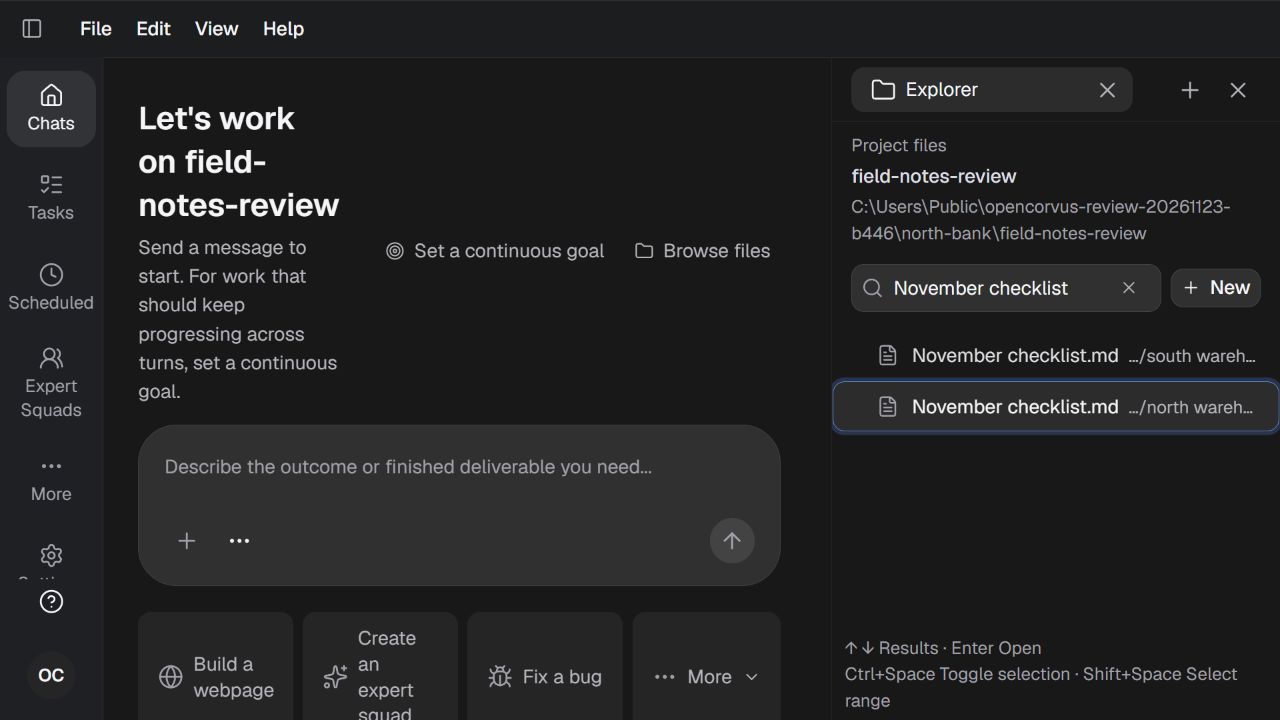 File Edit View Help
Chats
Tasks
Scheduled
Expert
Squads
More
OC
Let's work
on field-
notes-review
Send a message to
start. For work that
should keep
progressing across
turns, set a continuous
goal.
Set a continuous goal
Browse files
Describe the outcome or finished deliverable you need...
Build a
webpage
Create
an
expert
squad
Fix a bug
More
Explorer
Project files
field-notes-review
C:\Users\Public\opencorvus-review-20261123-
b446\north-bank\field-notes-review
November checklist
New
November checklist.md …/south wareh…
November checklist.md …/north wareh…
↑↓ Results · Enter Open
Ctrl+Space Toggle selection · Shift+Space Select
range